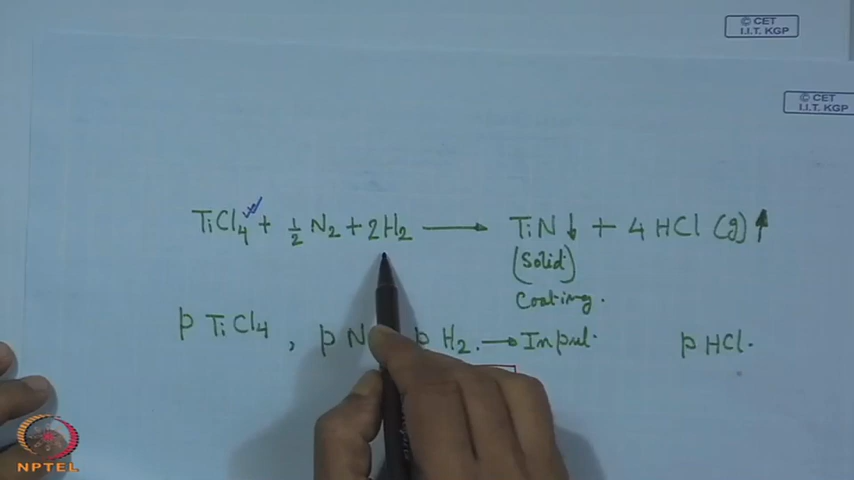 © CET
I.I.T. KGP
© CET
I.I.T. KGP
TiCl₄ + ½ N₂ + 2H₂ → TiN ↓ + 4 HCl (g) ↑
(Solid)
Coating.
p TiCl₄ , p N p H₂. → Input. p HCl.
NPTEL